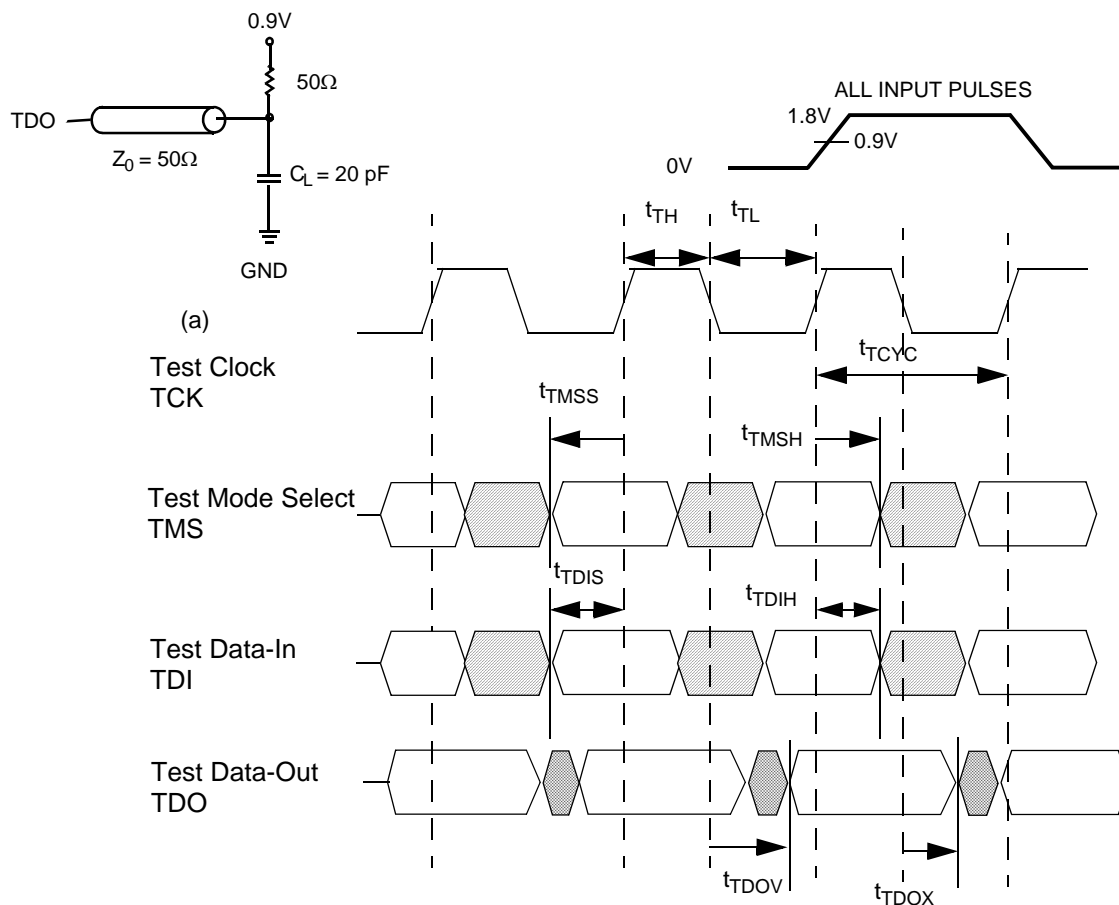 0.9V
50Ω
TDO
Z0 = 50Ω
CL = 20 pF
GND
(a)
ALL INPUT PULSES
1.8V
0.9V
0V
tTH
tTL
Test Clock
TCK
tTCYC
tTMSS
tTMSH
Test Mode Select
TMS
tTDIS
tTDIH
Test Data-In
TDI
Test Data-Out
TDO
tTDOV
tTDOX